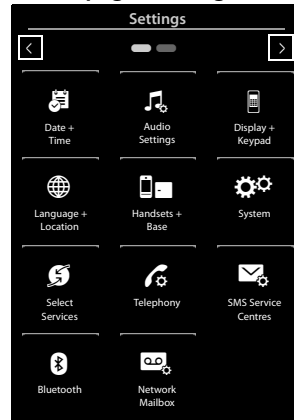 Settings
Date + Audio Display +
Time Settings Keypad
Language + Handsets + System
Location Base
Select Telephony SMS Service
Services Centres
Bluetooth Network
Mailbox